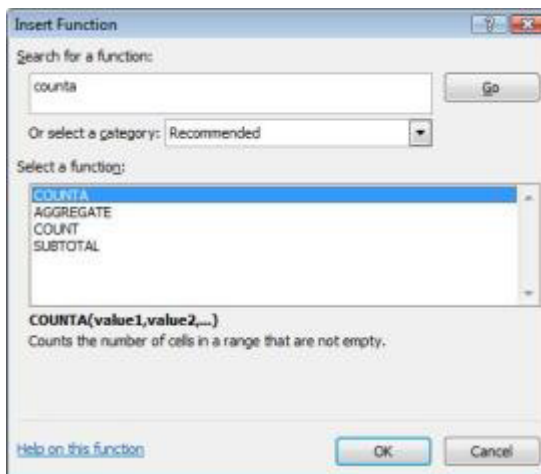 Insert Function
Search for a function:
counta
Go
Or select a category: Recommended
Select a function:
COUNTA
AGGREGATE
COUNT
SUBTOTAL
COUNTA(value1,value2,...)
Counts the number of cells in a range that are not empty.
Help on this function
OK Cancel